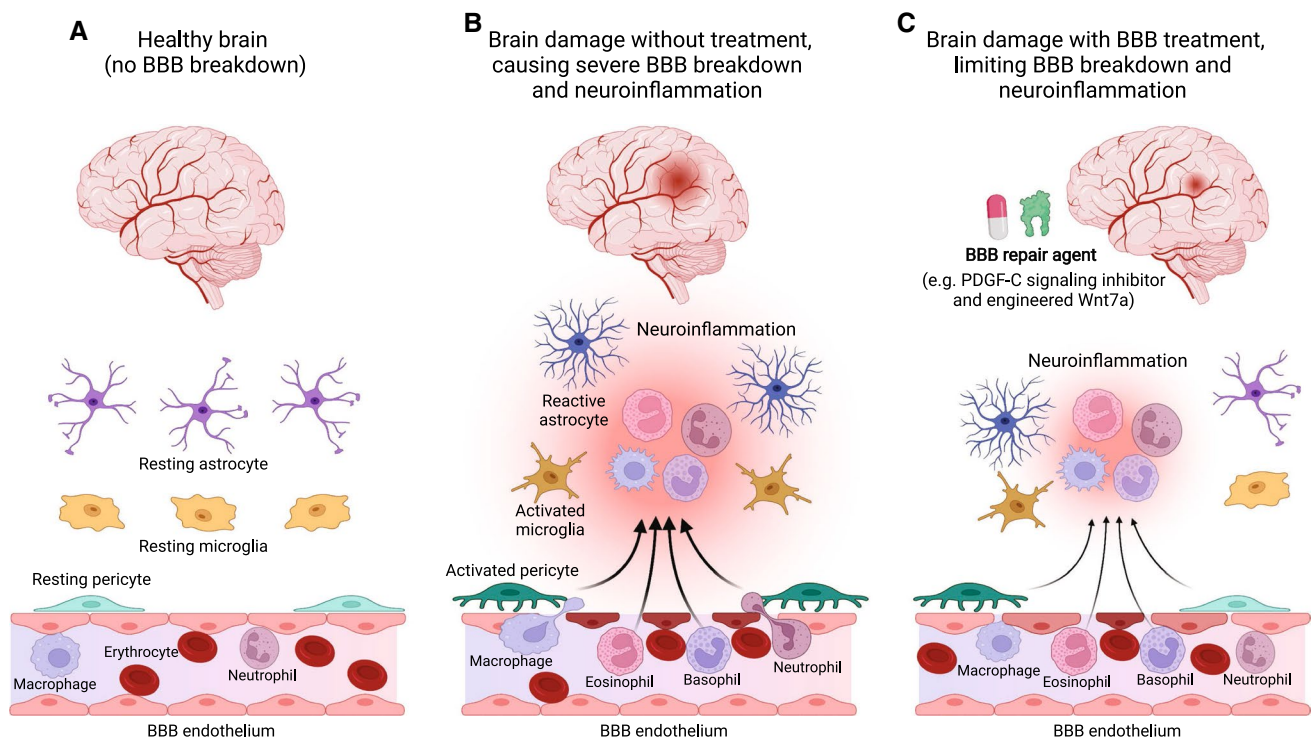 A
Healthy brain
(no BBB breakdown)
Resting astrocyte
Resting microglia
Resting pericyte
Erythrocyte
Macrophage
Neutrophil
BBB endothelium
B
Brain damage without treatment,
causing severe BBB breakdown
and neuroinflammation
Neuroinflammation
Reactive
astrocyte
Activated
microglia
Activated pericyte
Macrophage
Eosinophil
Basophil
Neutrophil
BBB endothelium
C
Brain damage with BBB treatment,
limiting BBB breakdown and
neuroinflammation
BBB repair agent
(e.g. PDGF-C signaling inhibitor
and engineered Wnt7a)
Neuroinflammation
Macrophage
Eosinophil
Basophil
Neutrophil
BBB endothelium